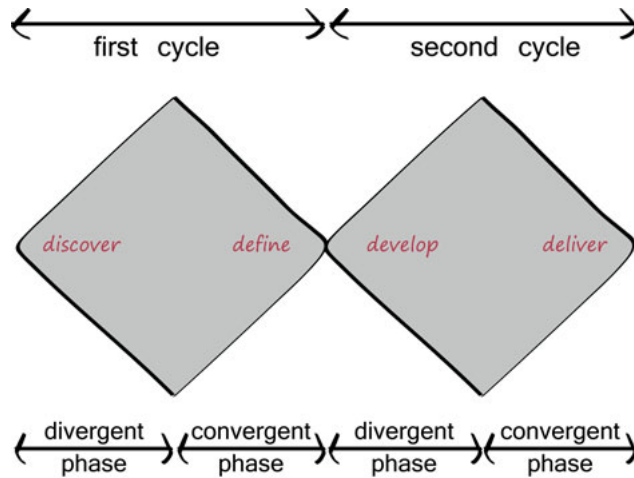 first cycle
second cycle
discover
define
develop
deliver
divergent
phase
convergent
phase
divergent
phase
convergent
phase